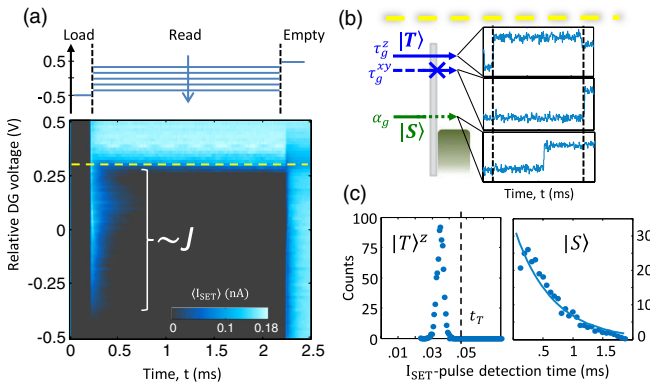 (a)
Load
Read
Empty
0.5
-0.5
Relative DG voltage (V)
0.5
0.25
0
-0.25
-0.5
~J
⟨I_SET⟩ (nA)
0
0.1
0.18
0
0.5
1.0
1.5
2.0
2.5
Time, t (ms)
(b)
τ_g^z
|T⟩
τ_g^xy
α_g
|S⟩
Time, t (ms)
(c)
Counts
100
75
50
25
0
|T⟩^z
t_T
.01
.03
.05
|S⟩
30
20
10
0
.5
1
1.5
I_SET-pulse detection time (ms)